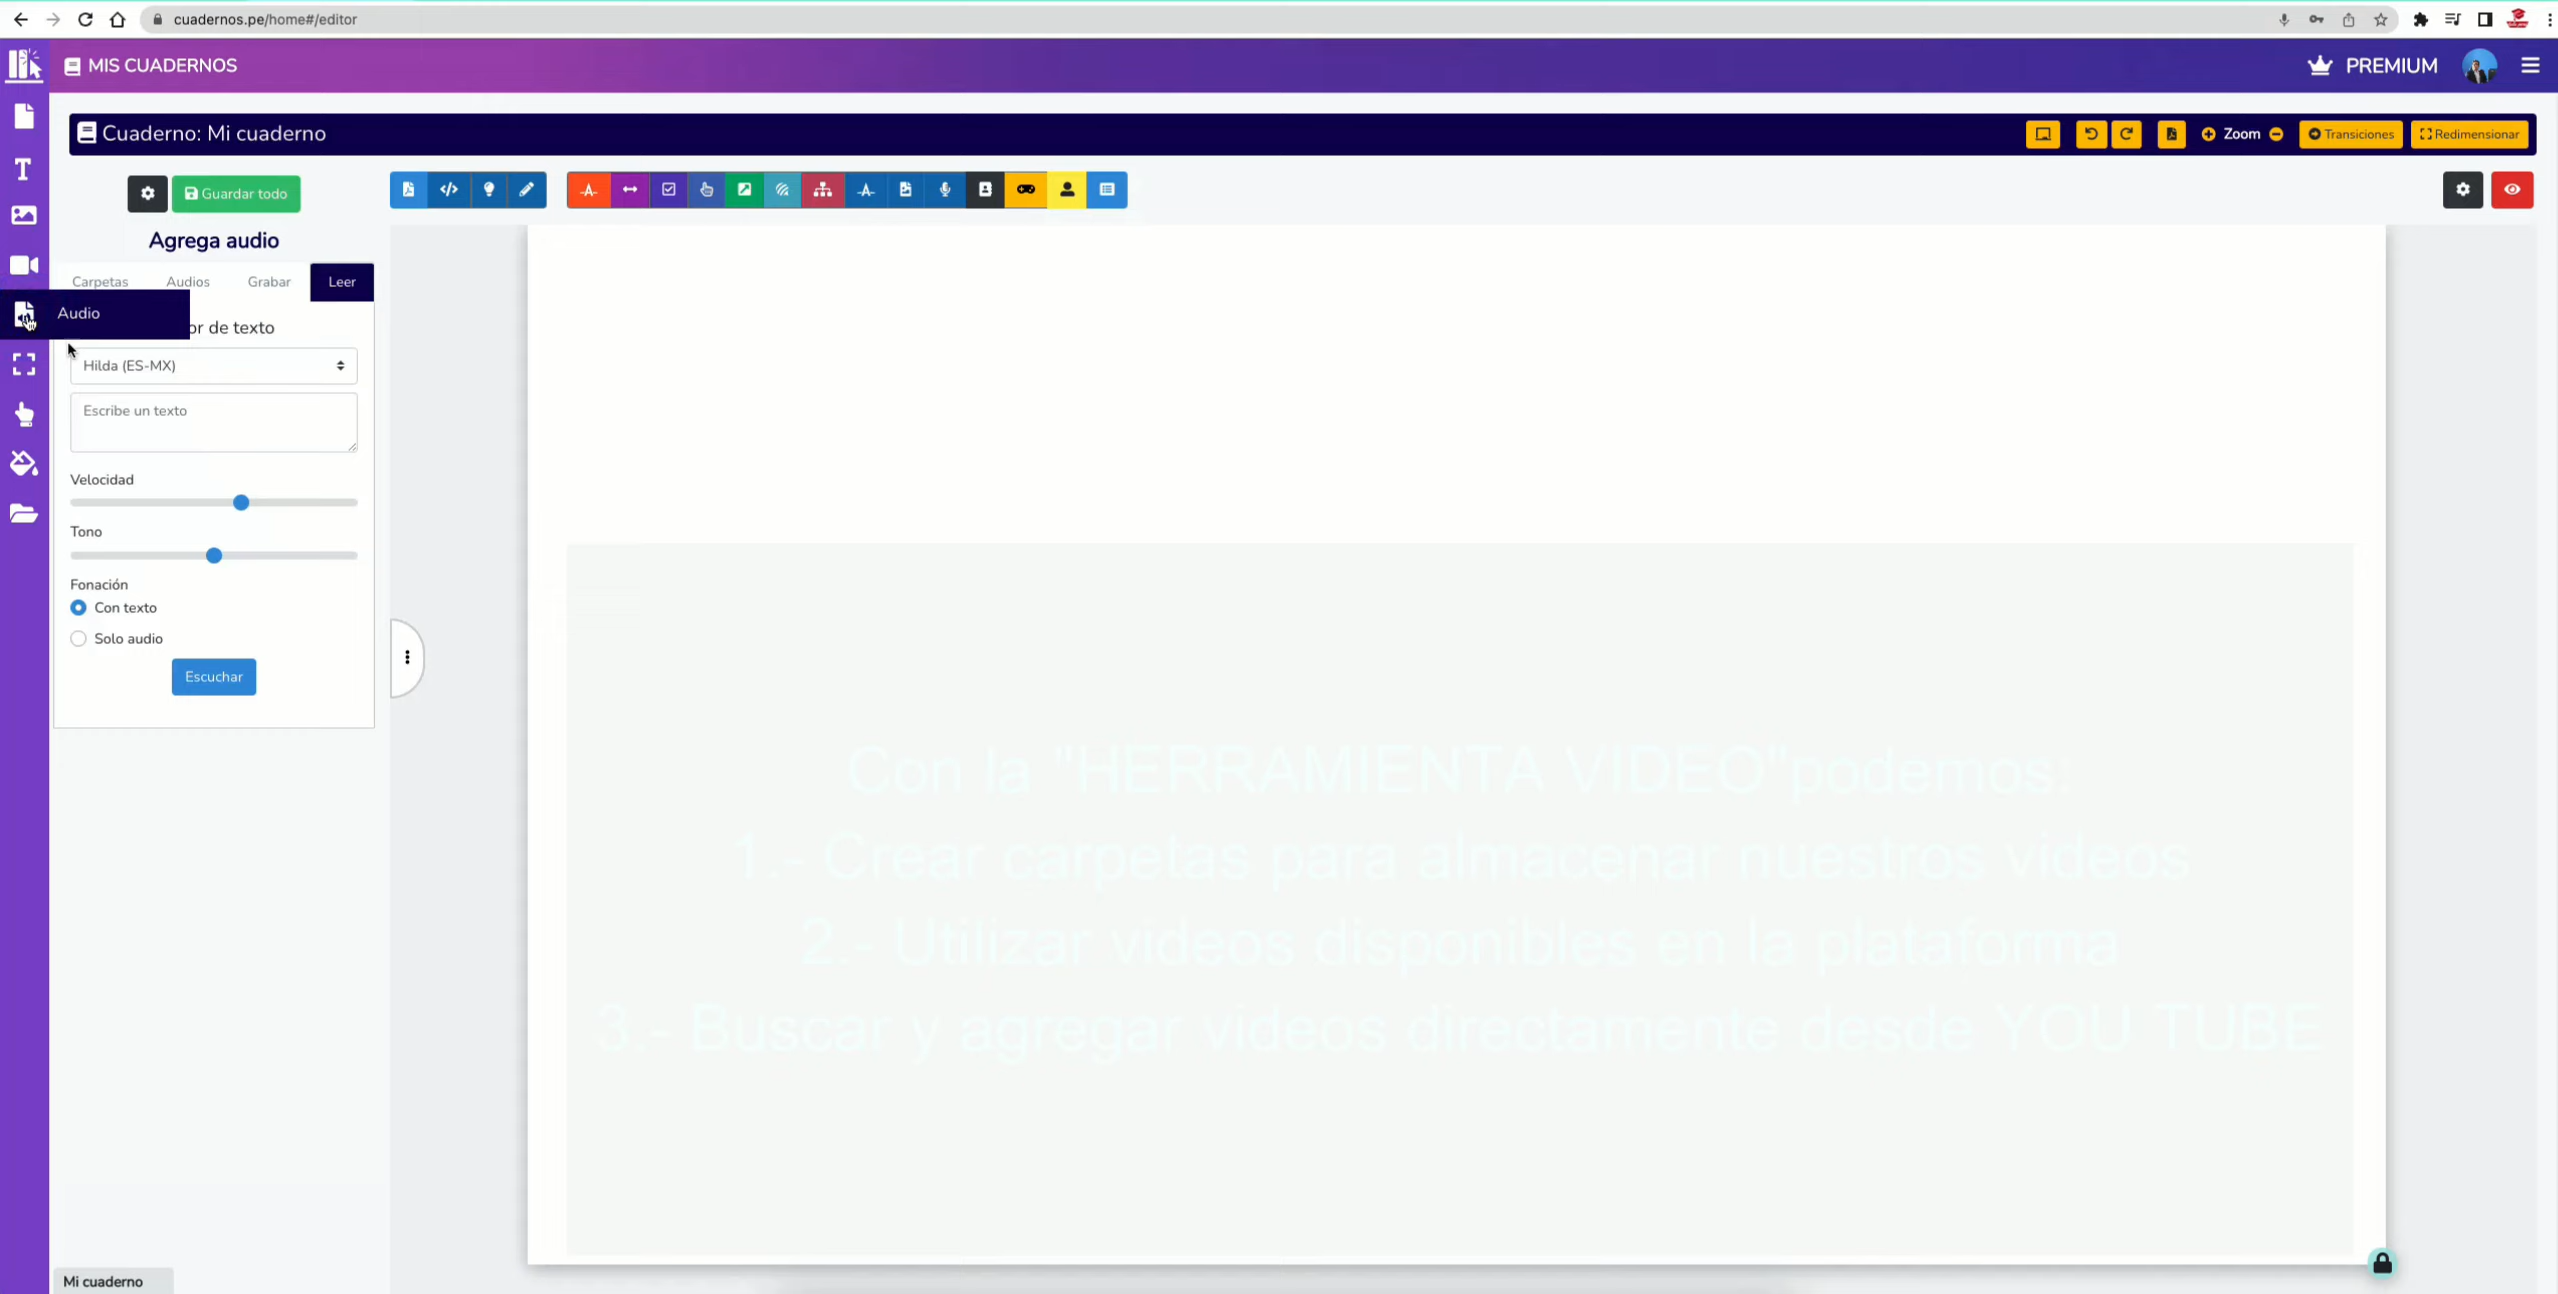 cuadernos.pe/home#/editor
MIS CUADERNOS
PREMIUM
Cuaderno: Mi cuaderno
Zoom
Transiciones
Redimensionar
Guardar todo
Agrega audio
Carpetas
Audios
Grabar
Leer
Audio
or de texto
Hilda (ES-MX)
Escribe un texto
Velocidad
Tono
Fonación
Con texto
Solo audio
Escuchar
Con la "HERRAMIENTA VIDEO"podemos:
1.- Crear carpetas para almacenar nuestros videos
2.- Utilizar videos disponibles en la plataforma
3.- Buscar y agregar videos directamente desde YOU TUBE
Mi cuaderno